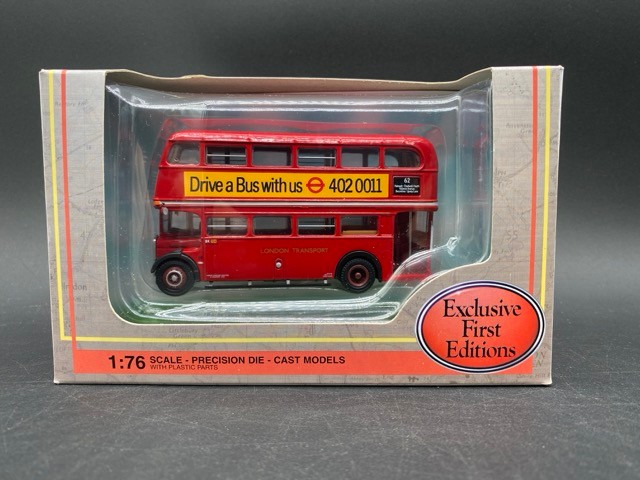 Drive a Bus with us 402 0011
62
LONDON TRANSPORT
Exclusive
First
Editions
1:76 SCALE - PRECISION DIE - CAST MODELS
WITH PLASTIC PARTS